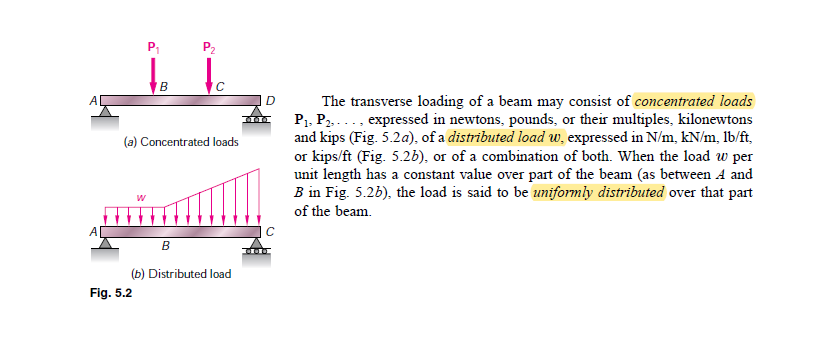 P1 P2
B C
A D
(a) Concentrated loads
w
A C
B
(b) Distributed load
Fig. 5.2
The transverse loading of a beam may consist of concentrated loads
P1, P2, . . . , expressed in newtons, pounds, or their multiples, kilonewtons
and kips (Fig. 5.2a), of a distributed load w, expressed in N/m, kN/m, lb/ft,
or kips/ft (Fig. 5.2b), or of a combination of both. When the load w per
unit length has a constant value over part of the beam (as between A and
B in Fig. 5.2b), the load is said to be uniformly distributed over that part
of the beam.